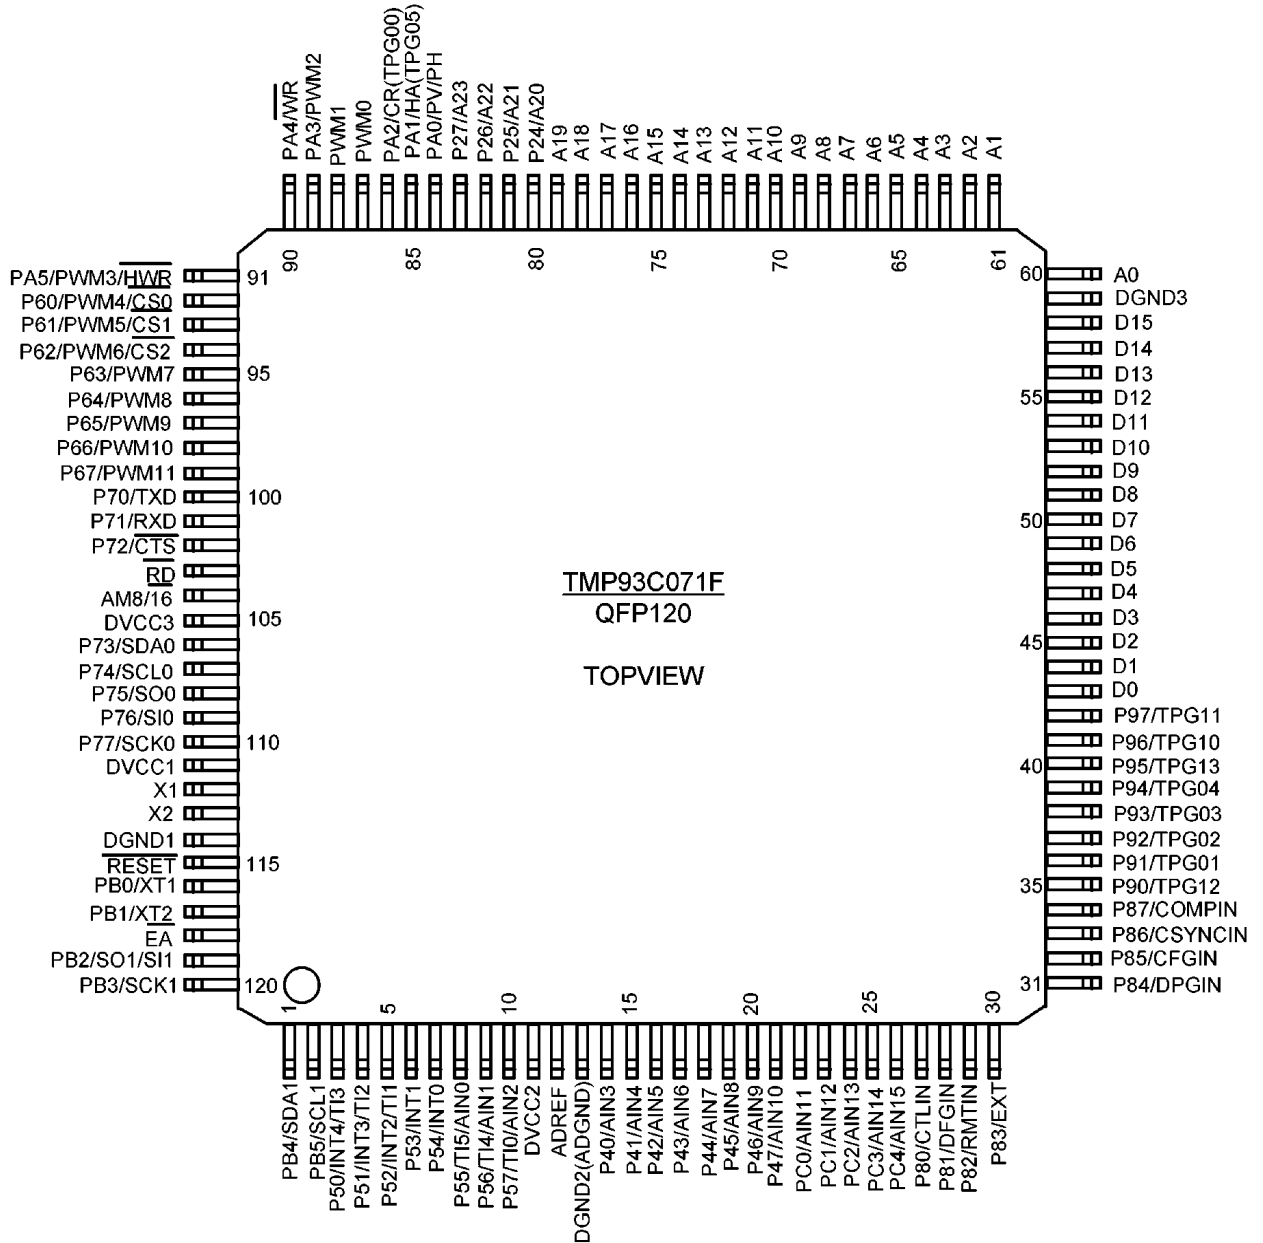 PA4/WR
PA3/PWM2
PWM1
PWM0
PA2/CR(TPG00)
PA1/HA(TPG05)
PA0/PV/PH
P27/A23
P26/A22
P25/A21
P24/A20
A19
A18
A17
A16
A15
A14
A13
A12
A11
A10
A9
A8
A7
A6
A5
A4
A3
A2
A1
90
85
80
75
70
65
61
PA5/PWM3/HWR 91
P60/PWM4/CS0
P61/PWM5/CS1
P62/PWM6/CS2
P63/PWM7 95
P64/PWM8
P65/PWM9
P66/PWM10
P67/PWM11
P70/TXD 100
P71/RXD
P72/CTS
RD
AM8/16
DVCC3 105
P73/SDA0
P74/SCL0
P75/SO0
P76/SI0
P77/SCK0 110
DVCC1
X1
X2
DGND1
RESET 115
PB0/XT1
PB1/XT2
EA
PB2/SO1/SI1
PB3/SCK1 120
TMP93C071F
QFP120
TOPVIEW
60 A0
DGND3
D15
D14
D13
55 D12
D11
D10
D9
D8
50 D7
D6
D5
D4
D3
45 D2
D1
D0
P97/TPG11
P96/TPG10
40 P95/TPG13
P94/TPG04
P93/TPG03
P92/TPG02
P91/TPG01
35 P90/TPG12
P87/COMPIN
P86/CSYNCIN
P85/CFGIN
31 P84/DPGIN
1
5
10
15
20
25
30
PB4/SDA1
PB5/SCL1
P50/INT4/TI3
P51/INT3/TI2
P52/INT2/TI1
P53/INT1
P54/INT0
P55/TI5/AIN0
P56/TI4/AIN1
P57/TI0/AIN2
DVCC2
ADREF
DGND2(ADGND)
P40/AIN3
P41/AIN4
P42/AIN5
P43/AIN6
P44/AIN7
P45/AIN8
P46/AIN9
P47/AIN10
PC0/AIN11
PC1/AIN12
PC2/AIN13
PC3/AIN14
PC4/AIN15
P80/CTLIN
P81/DFGIN
P82/RMTIN
P83/EXT